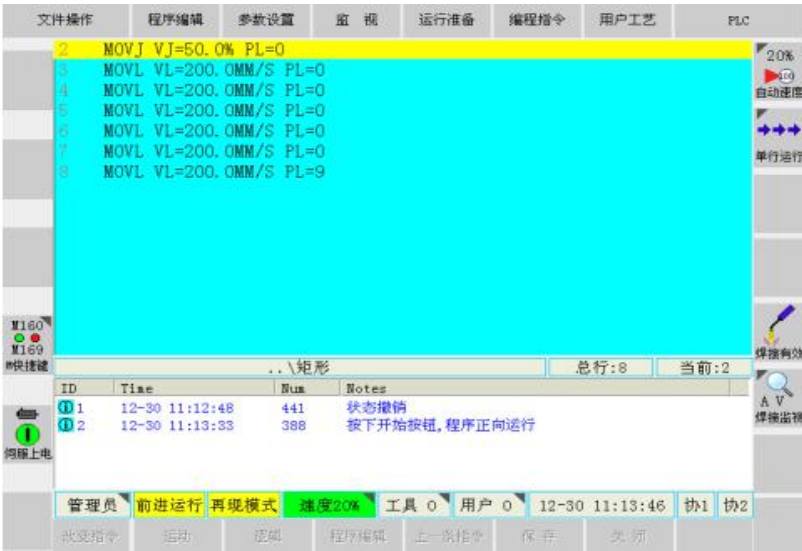 文件操作 程序编辑 参数设置 监 视 运行准备 编程指令 用户工艺 PLC
2 MOVJ VJ=50.0% PL=0
3 MOVL VL=200.0MM/S PL=0
4 MOVL VL=200.0MM/S PL=0
5 MOVL VL=200.0MM/S PL=0
6 MOVL VL=200.0MM/S PL=0
7 MOVL VL=200.0MM/S PL=0
8 MOVL VL=200.0MM/S PL=9
20%
100
自动速度
单行运行
焊接有效
A V
焊接监视
M160
M169
M快捷键
伺服上电
..\矩形 总行:8 当前:2
ID Time Num Notes
1 12-30 11:12:48 441 状态撤销
2 12-30 11:13:33 388 按下开始按钮,程序正向运行
管理员 前进运行 再现模式 速度20% 工具 0 用户 0 12-30 11:13:46 协1 协2
改变指令 运动 逻辑 程序编辑 上一条指令 保 存 关 闭